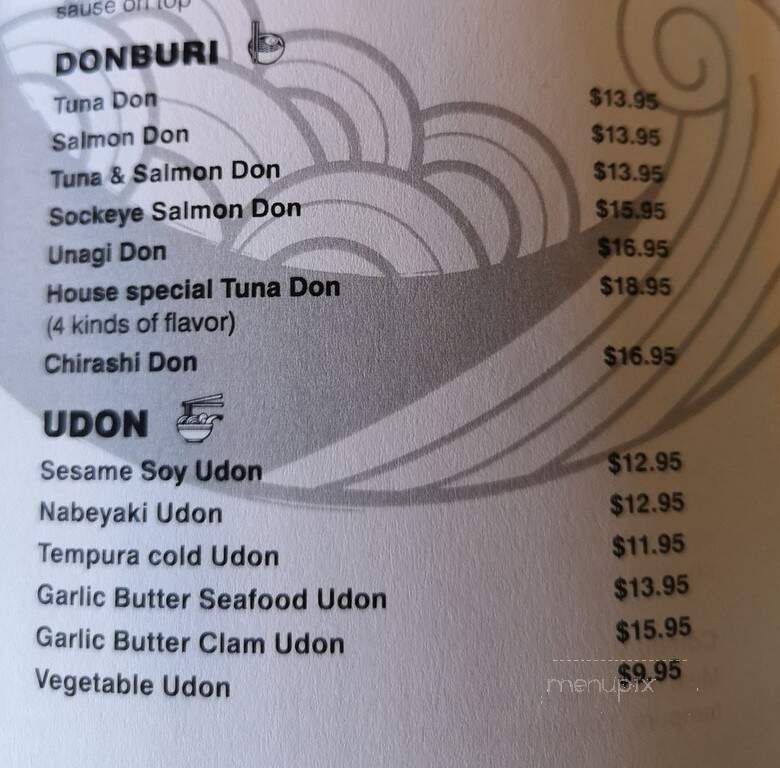 sause on top
DONBURI
Tuna Don $13.95
Salmon Don $13.95
Tuna & Salmon Don $13.95
Sockeye Salmon Don $15.95
Unagi Don $16.95
House special Tuna Don $18.95
(4 kinds of flavor)
Chirashi Don $16.95
UDON
Sesame Soy Udon $12.95
Nabeyaki Udon $12.95
Tempura cold Udon $11.95
Garlic Butter Seafood Udon $13.95
Garlic Butter Clam Udon $15.95
Vegetable Udon $9.95
menupix